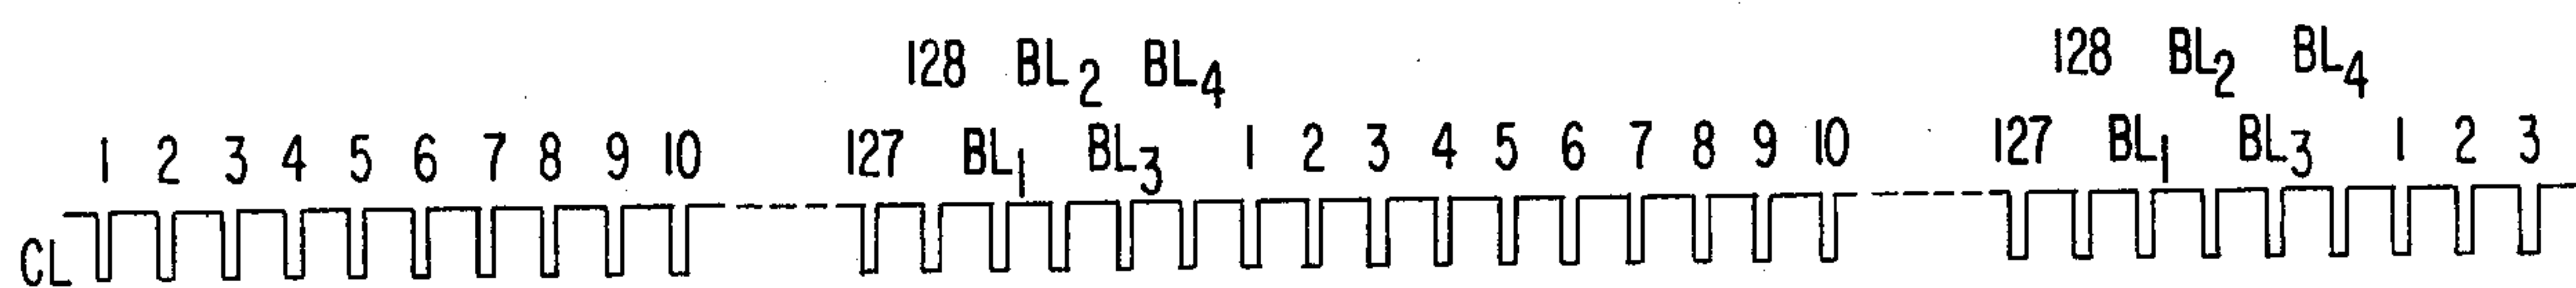 128 BL₂ BL₄ 128 BL₂ BL₄
1 2 3 4 5 6 7 8 9 10 127 BL₁ BL₃ 1 2 3 4 5 6 7 8 9 10 127 BL₁ BL₃ 1 2 3
CL